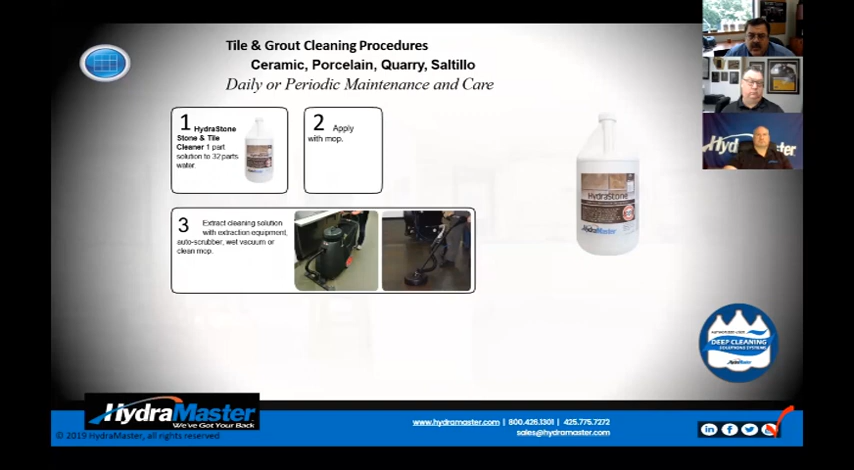 Tile & Grout Cleaning Procedures
Ceramic, Porcelain, Quarry, Saltillo
Daily or Periodic Maintenance and Care
1 HydraStone
Stone & Tile
Cleaner 1 part
solution to 32 parts
water.
2 Apply
with mop.
3 Extract cleaning solution
with extraction equipment,
auto-scrubber, wet vacuum or
clean mop.
HydraStone
HydraMaster
DEEP CLEANING
SOLUTIONS SYSTEMS
HydraMaster
HydraMaster
WE'VE GOT YOUR BACK
© 2019 HydraMaster, all rights reserved
www.hydramaster.com | 800.426.1301 | 425.775.7272
sales@hydramaster.com